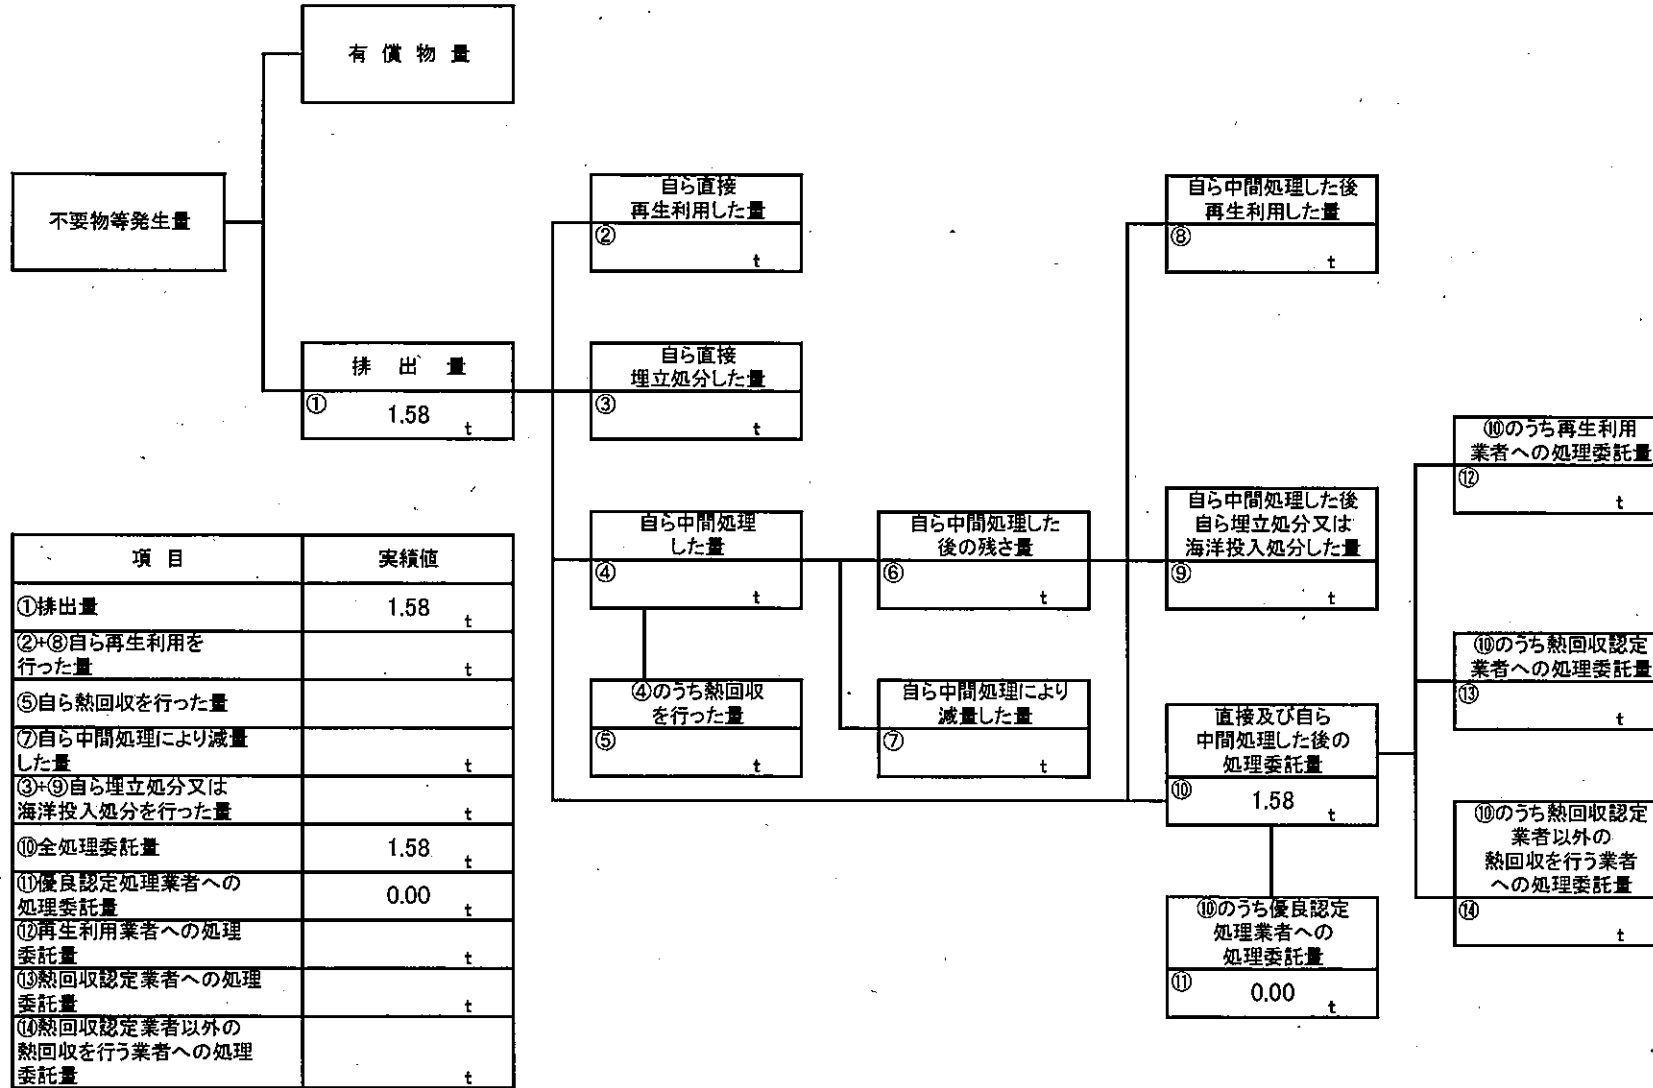 有償物量
不要物等発生量
自ら直接
再生利用した量
②
t
自ら中間処理した後
再生利用した量
⑧
t
排出量
① 1.58 t
自ら直接
埋立処分した量
③
t
⑩のうち再生利用
業者への処理委託量
⑫
t
自ら中間処理
した量
④
t
自ら中間処理した
後の残さ量
⑥
t
自ら中間処理した後
自ら埋立処分又は
海洋投入処分した量
⑨
t
⑩のうち熱回収認定
業者への処理委託量
⑬
t
④のうち熱回収
を行った量
⑤
t
自ら中間処理により
減量した量
⑦
t
直接及び自ら
中間処理した後の
処理委託量
⑩ 1.58 t
⑩のうち熱回収認定
業者以外の
熱回収を行う業者
への処理委託量
⑭
t
⑩のうち優良認定
処理業者への
処理委託量
⑪ 0.00 t
項目 実績値
①排出量 1.58 t
②+⑧自ら再生利用を
行った量 t
⑤自ら熱回収を行った量
⑦自ら中間処理により減量
した量 t
③+⑨自ら埋立処分又は
海洋投入処分を行った量 t
⑩全処理委託量 1.58 t
⑪優良認定処理業者への
処理委託量 0.00 t
⑫再生利用業者への処理
委託量 t
⑬熱回収認定業者への処理
委託量 t
⑭熱回収認定業者以外の
熱回収を行う業者への処理
委託量 t